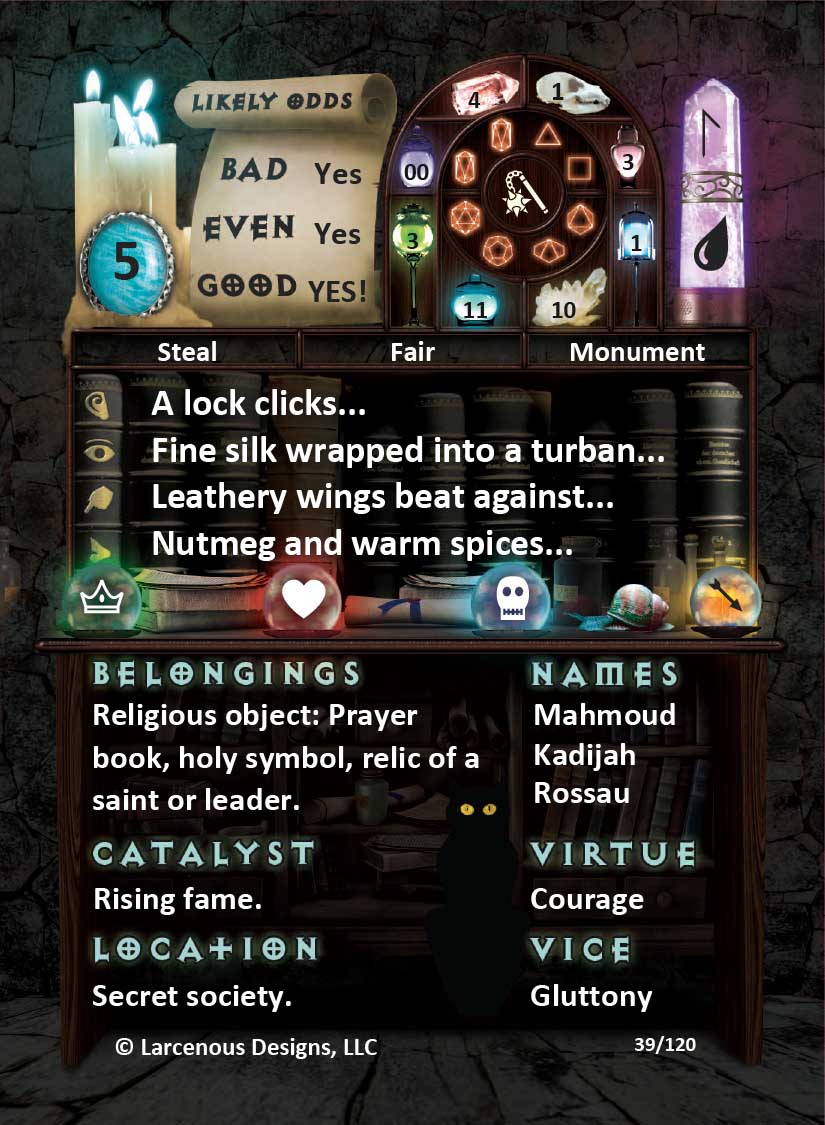 LIKELY ODDS
BAD Yes
EVEN Yes
GOOD YES!
5
4
1
00
3
3
1
11
10
ᛚ
Steal Fair Monument
A lock clicks...
Fine silk wrapped into a turban...
Leathery wings beat against...
Nutmeg and warm spices...
BELONGINGS
Religious object: Prayer
book, holy symbol, relic of a
saint or leader.
NAMES
Mahmoud
Kadijah
Rossau
CATALYST
Rising fame.
VIRTUE
Courage
LOCATION
Secret society.
VICE
Gluttony
© Larcenous Designs, LLC
39/120